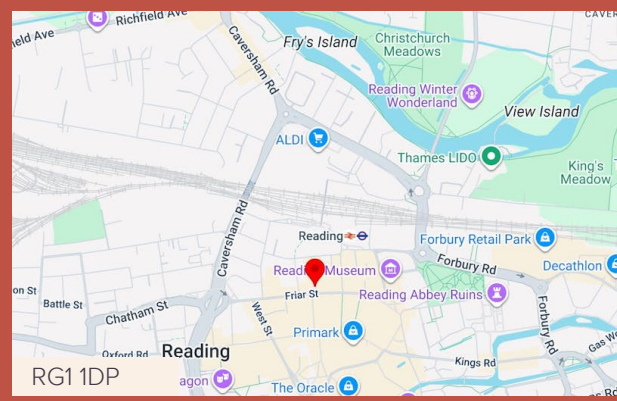 Richfield Ave
ield Ave
CAVER
Fry's Island
Christchurch
Meadows
Caversham Rd
Reading Winter
Wonderland
View Island
ALDI
Thames LIDO
King's
Meadow
Caversham Rd
Reading
Forbury Retail Park
Forbury Rd
Decathlon
Reading Museum
Reading Abbey Ruins
Friar St
on St
Battle St
Chatham St
West St
Primark
Forbury Rd
Gas Wo
Oxford Rd
Reading
Kings Rd
RG1 1DP
agon
The Oracle